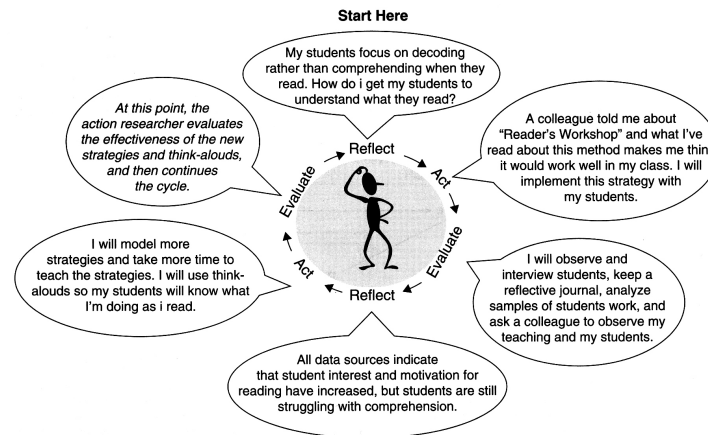 Start Here
My students focus on decoding
rather than comprehending when they
read. How do i get my students to
understand what they read?
Reflect
A colleague told me about
“Reader’s Workshop” and what I’ve
read about this method makes me thin
it would work well in my class. I will
implement this strategy with
my students.
Act
I will observe and
interview students, keep a
reflective journal, analyze
samples of students work, and
ask a colleague to observe my
teaching and my students.
Evaluate
Reflect
All data sources indicate
that student interest and motivation for
reading have increased, but students are still
struggling with comprehension.
Act
I will model more
strategies and take more time to
teach the strategies. I will use think-
alouds so my students will know what
I’m doing as i read.
Evaluate
At this point, the
action researcher evaluates
the effectiveness of the new
strategies and think-alouds,
and then continues
the cycle.